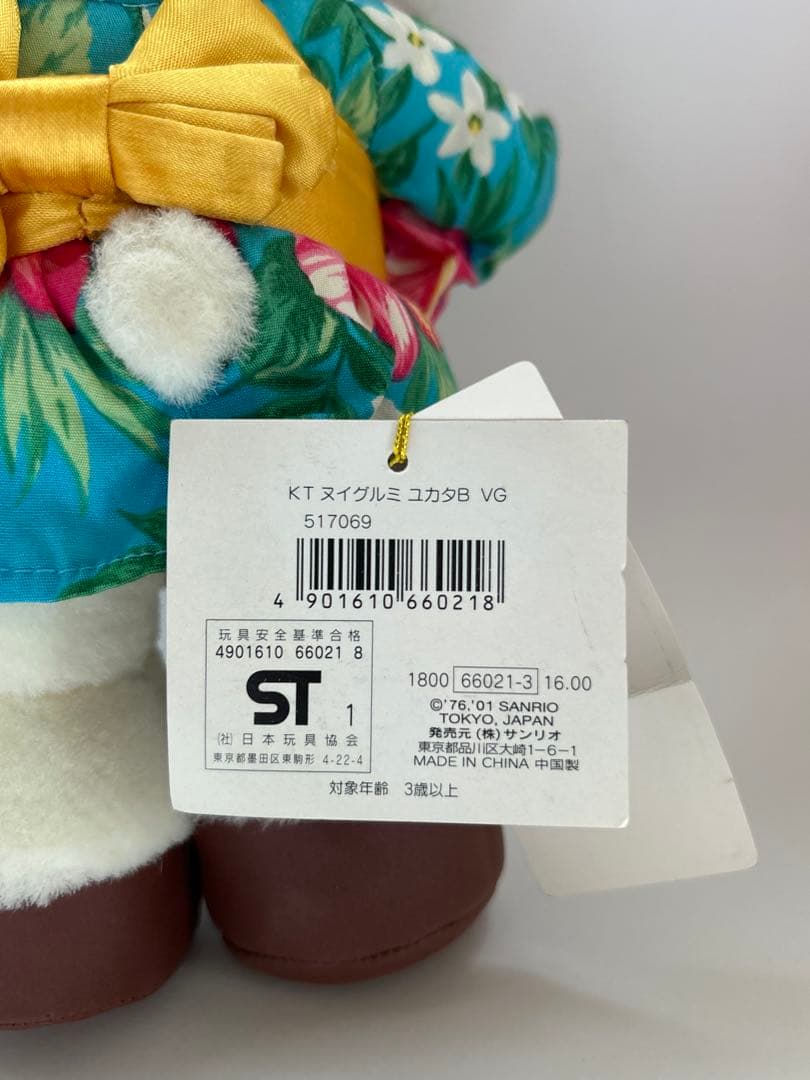 KT ヌイグルミ ユカタB VG
517069
4 901610 660218
玩具安全基準合格
4901610 66021 8
ST 1
(社)日本玩具協会
東京都墨田区東駒形 4-22-4
1800 66021-3 16.00
©'76,'01 SANRIO
TOKYO, JAPAN
発売元(株)サンリオ
東京都品川区大崎1-6-1
MADE IN CHINA 中国製
対象年齢 3歳以上